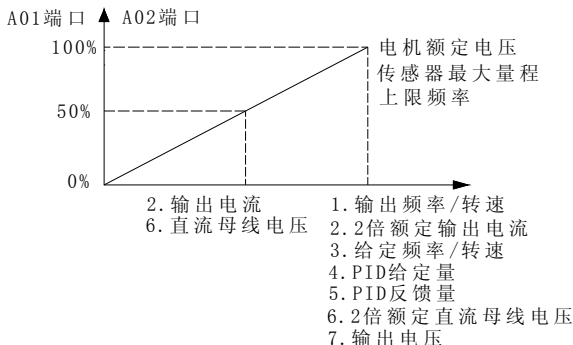 A01端口 A02端口
100%
电机额定电压
传感器最大量程
上限频率
50%
0%
2.输出电流
6.直流母线电压
1.输出频率/转速
2.2倍额定输出电流
3.给定频率/转速
4.PID给定量
5.PID反馈量
6.2倍额定直流母线电压
7.输出电压